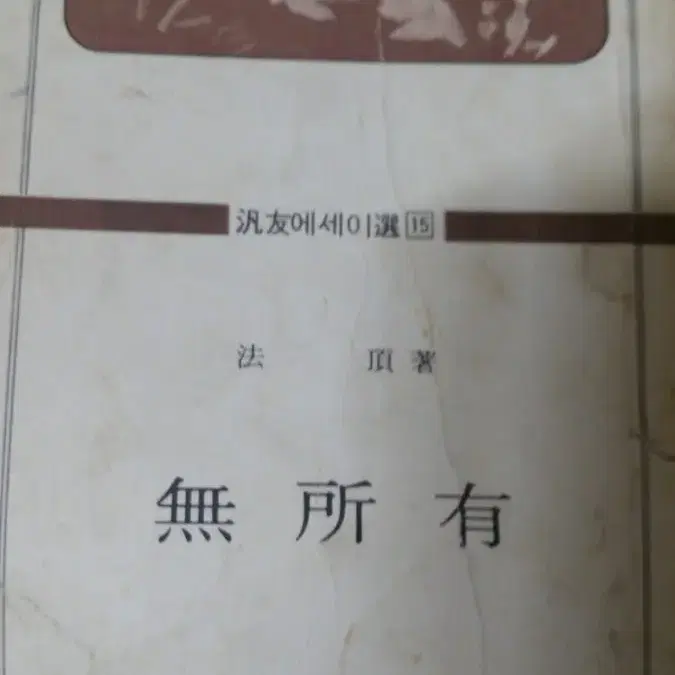 汎友에세이選 15
法 頂 著
無 所 有